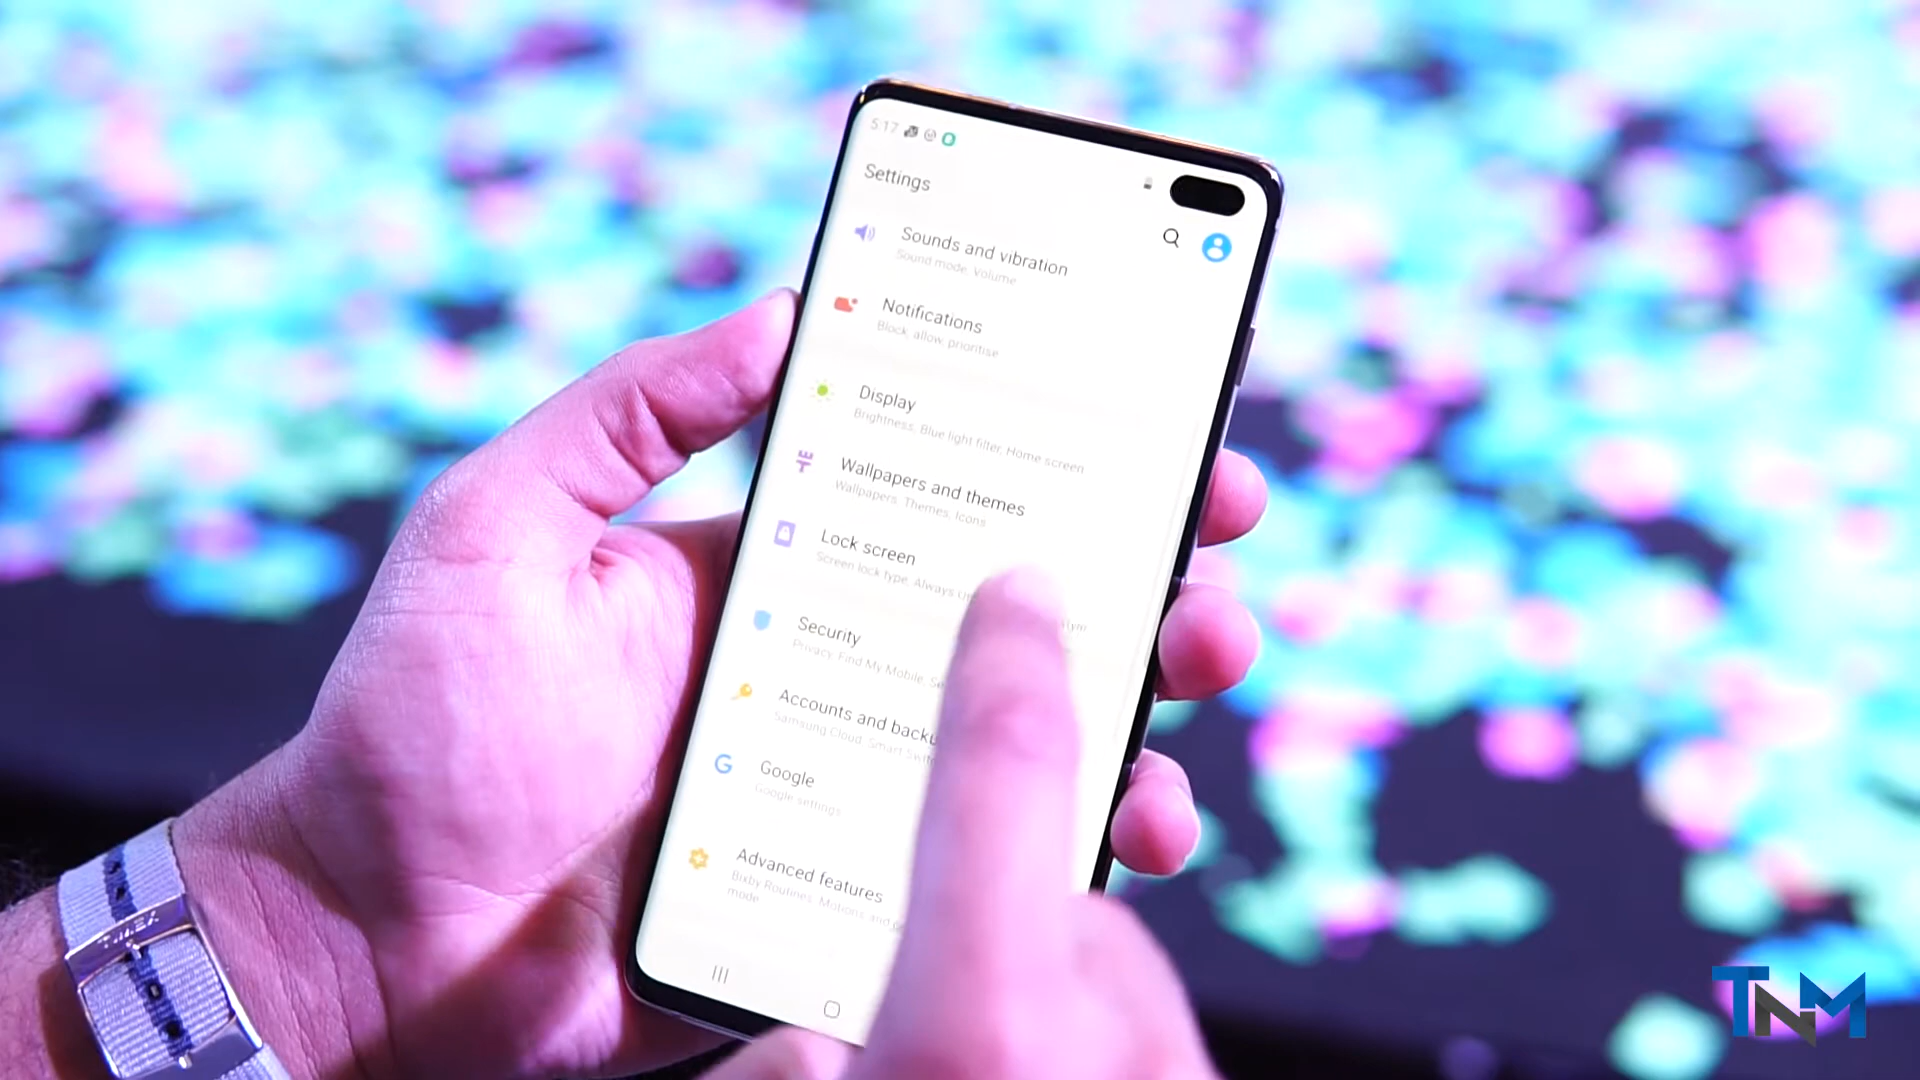 5:17
Settings
Sounds and vibration
Sound mode, Volume
Notifications
Block, allow, prioritise
Display
Brightness, Blue light filter, Home screen
Wallpapers and themes
Wallpapers, Themes, Icons
Lock screen
Screen lock type, Always
Security
Privacy, Find My Mobile,
Accounts and backu
Samsung Cloud, Smart Swit
Google
Google settings
Advanced features
Bixby Routines, Motions and
mode
TIMEX
TNM